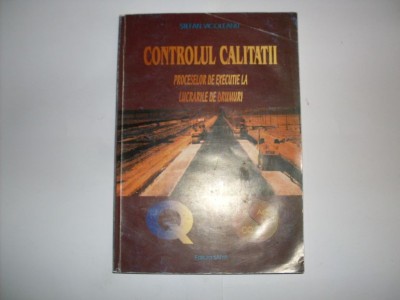 CONTROLUL CALITATII
PROCESELOR DE EXECUTIE LA
LUCRARILE DE DRUMURI
Q